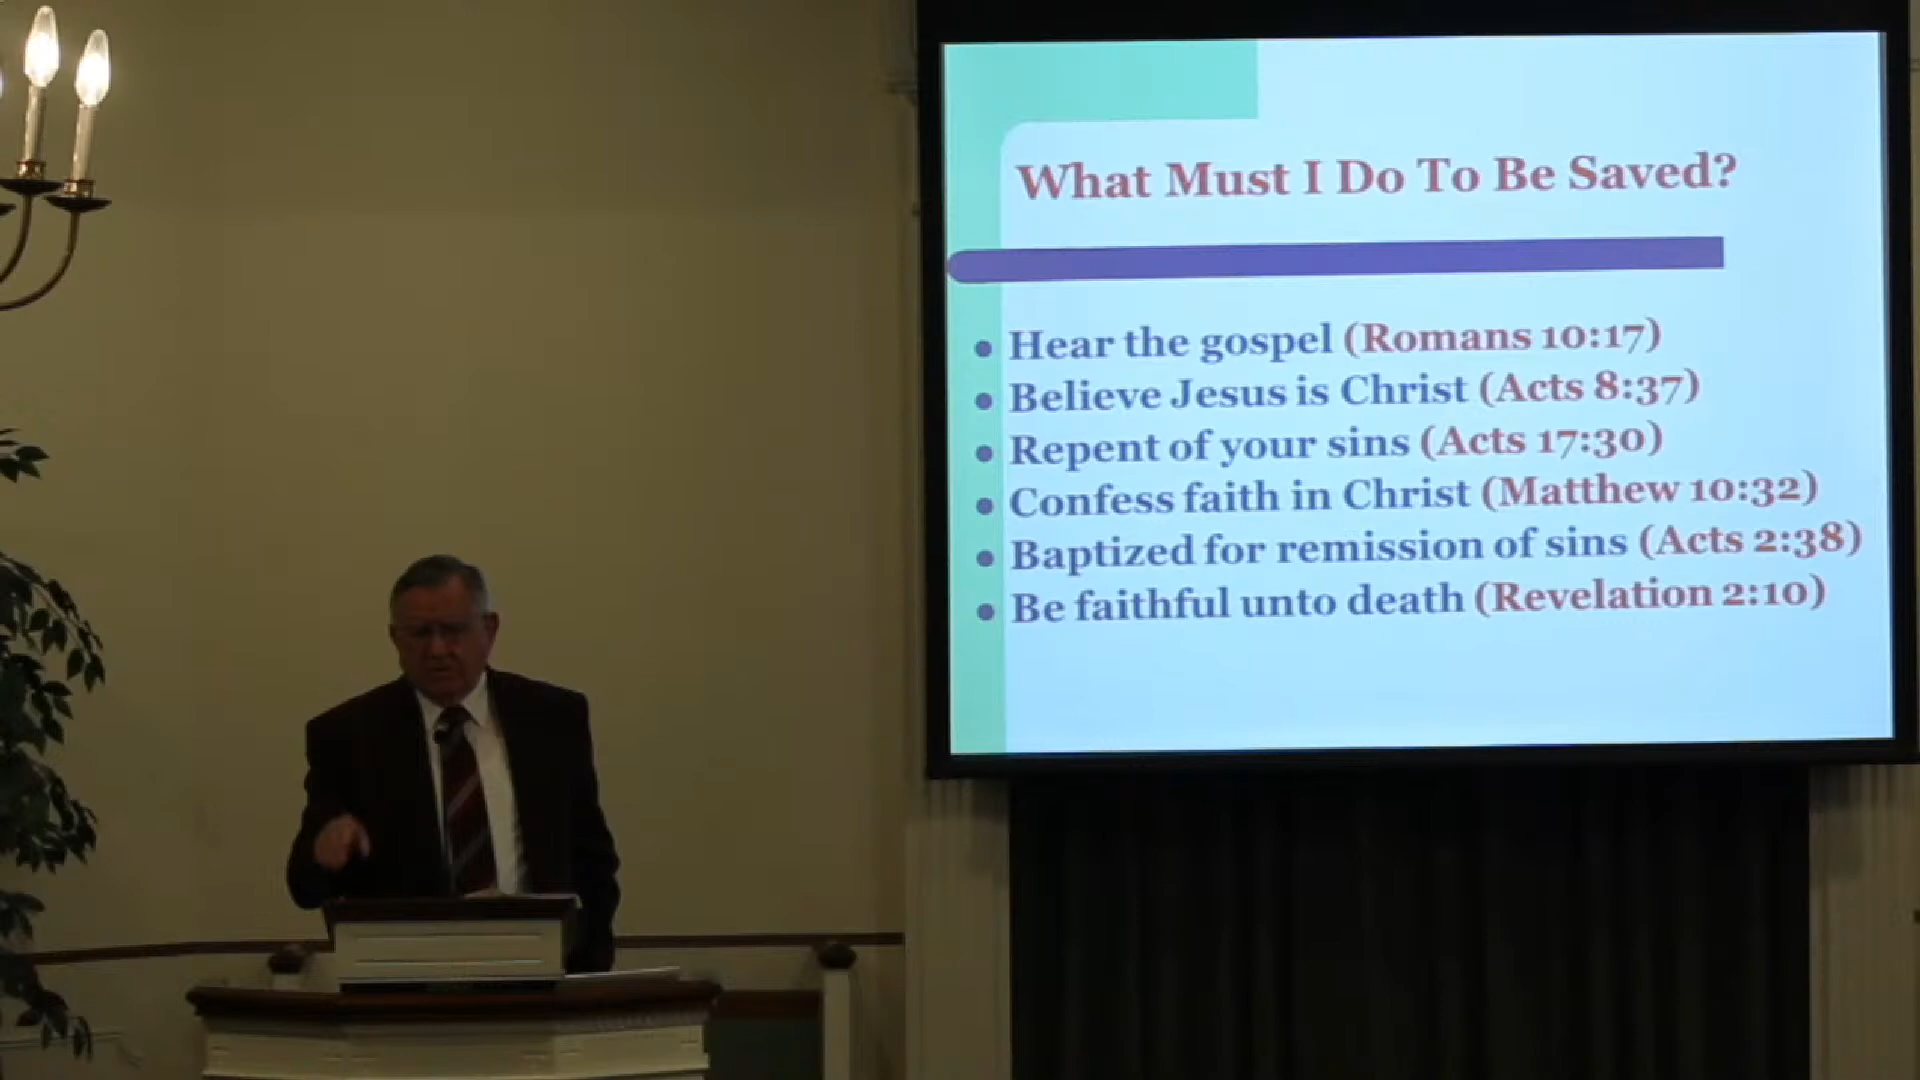 What Must I Do To Be Saved?
• Hear the gospel (Romans 10:17)
• Believe Jesus is Christ (Acts 8:37)
• Repent of your sins (Acts 17:30)
• Confess faith in Christ (Matthew 10:32)
• Baptized for remission of sins (Acts 2:38)
• Be faithful unto death (Revelation 2:10)